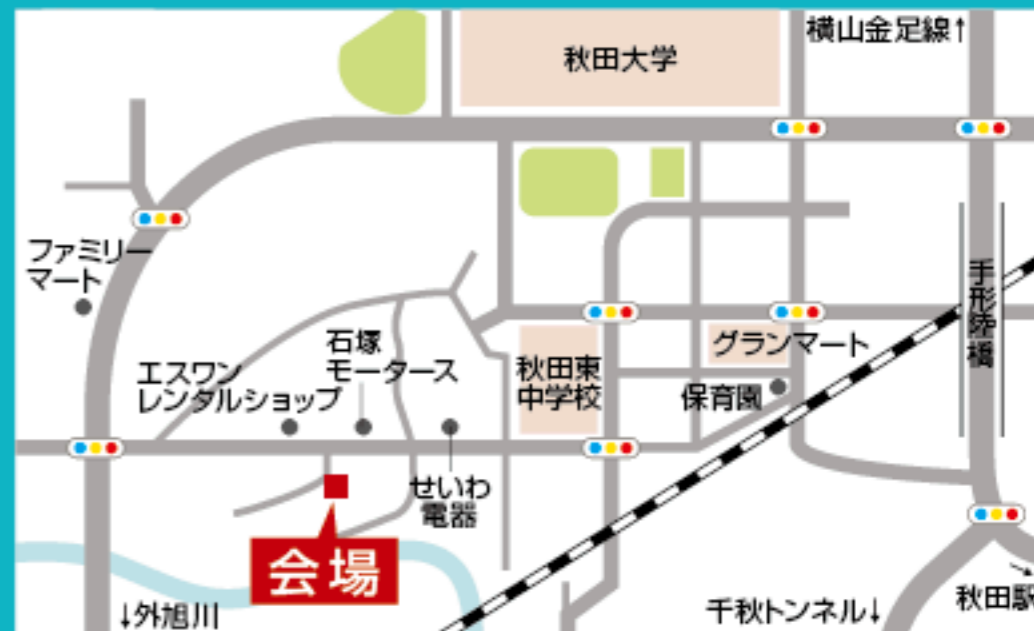 横山金足線↑
秋田大学
ファミリー
マート
手形陸橋
石塚
モータース
グランマート
エスワン
レンタルショップ
秋田東
中学校
保育園
せいわ
電器
会場
↓外旭川
千秋トンネル↓
秋田駅